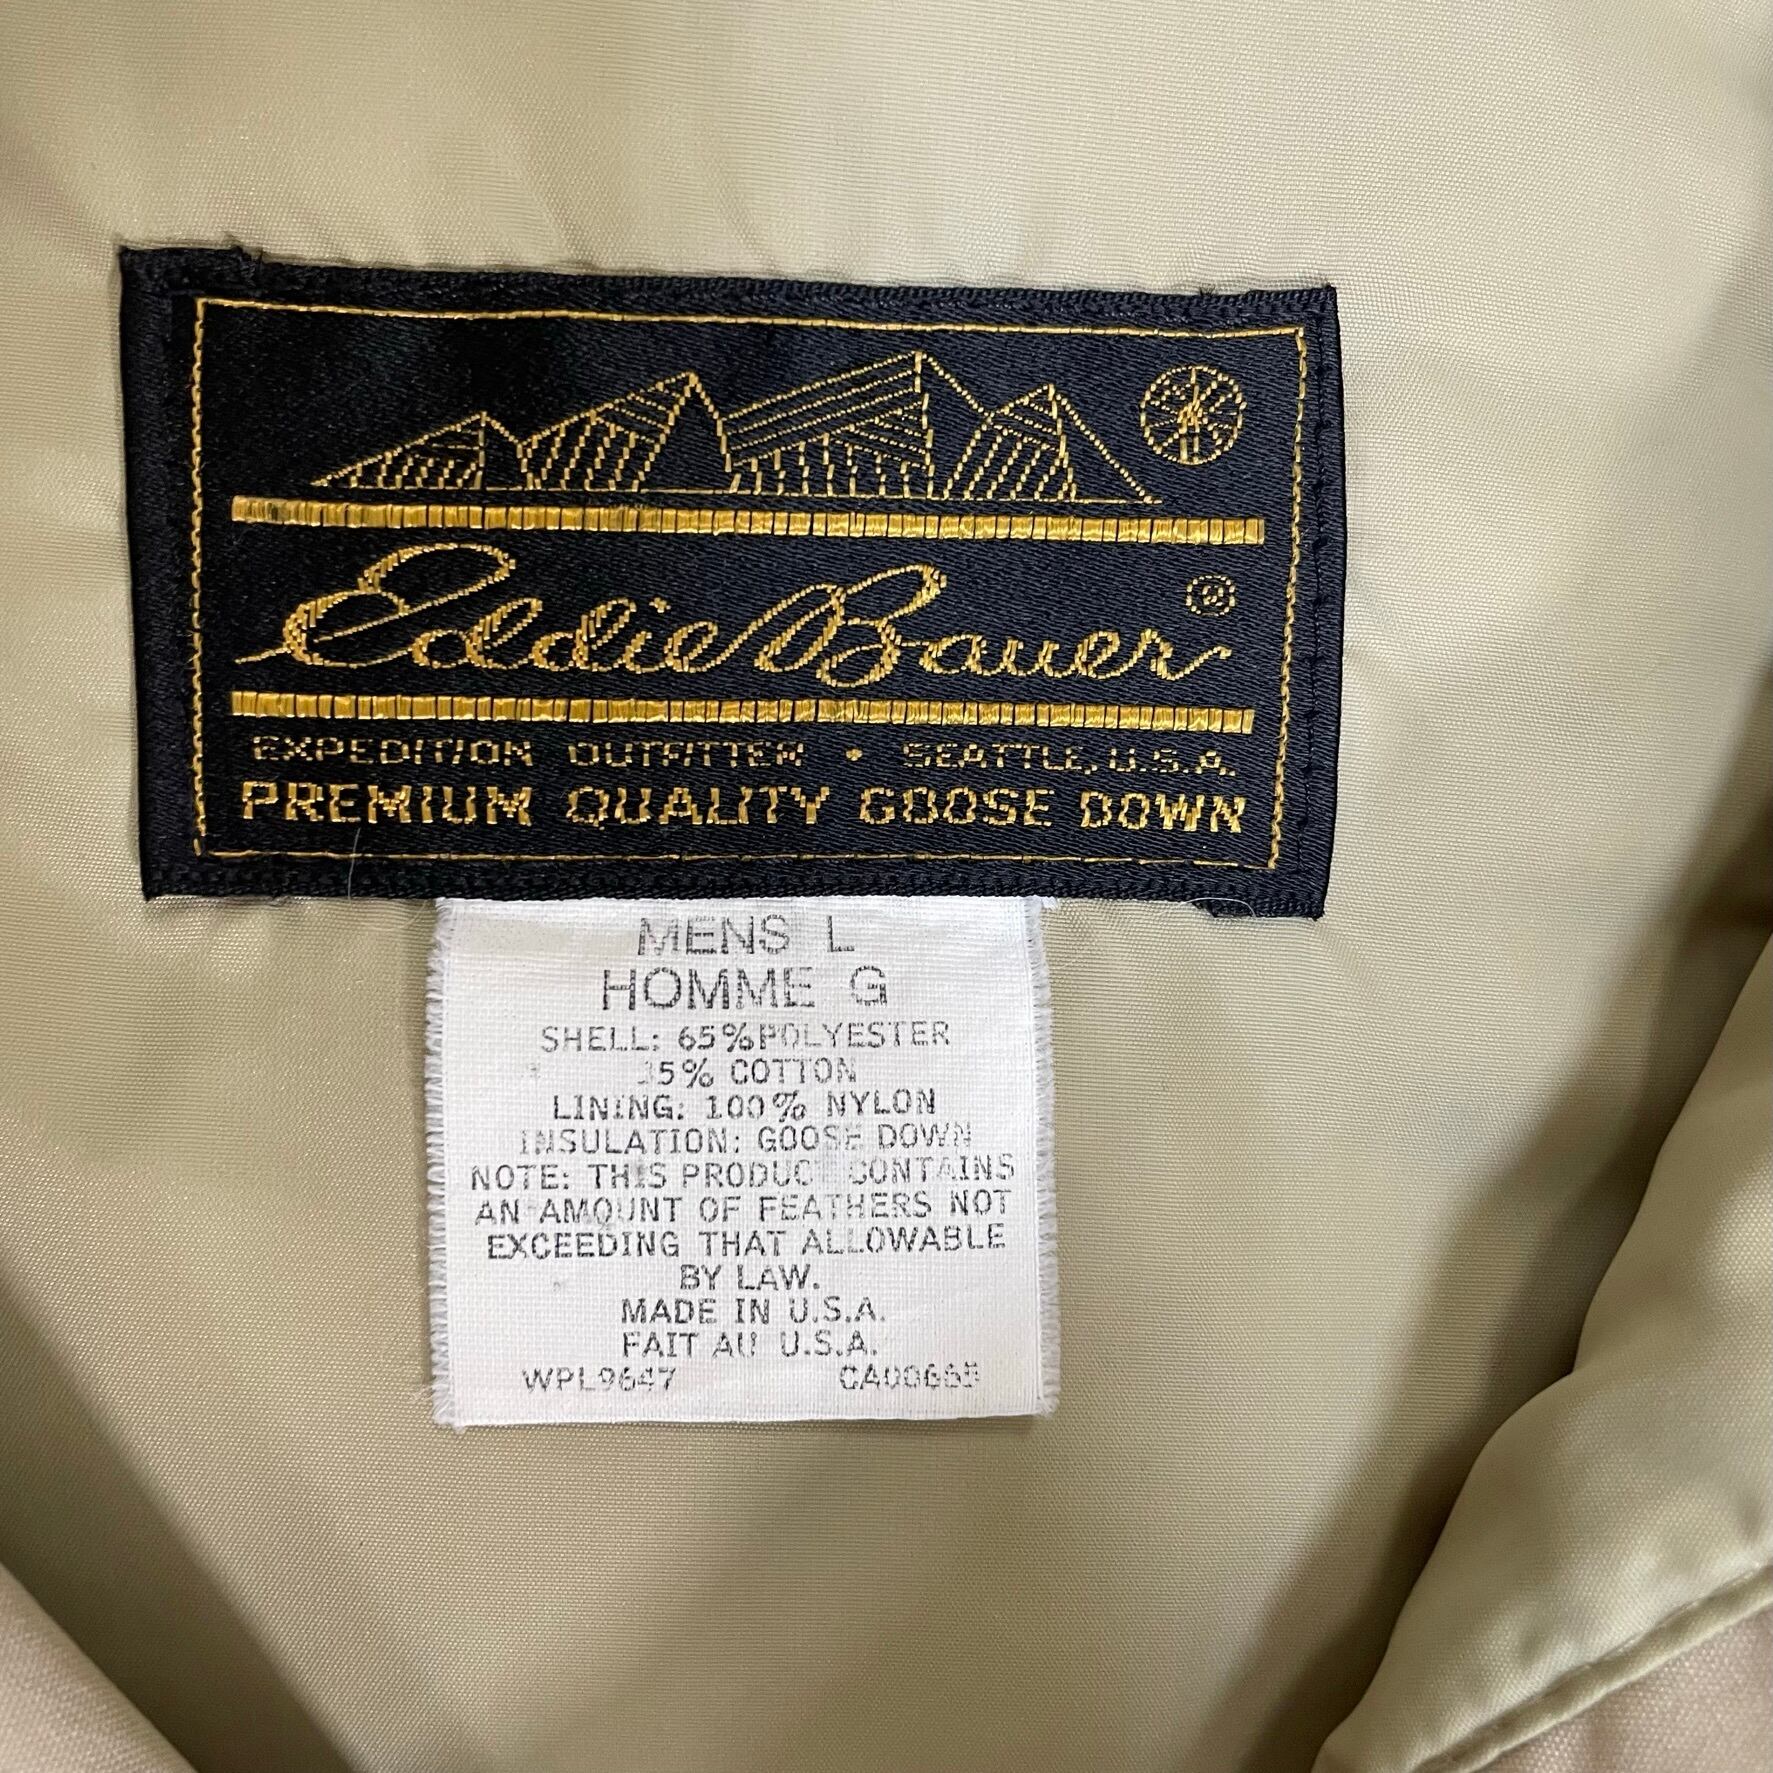 Eddie Bauer ®
EXPEDITION OUTFITTER • SEATTLE, U.S.A.
PREMIUM QUALITY GOOSE DOWN
MENS L
HOMME G
SHELL: 65% POLYESTER
35% COTTON
LINING: 100% NYLON
INSULATION: GOOSE DOWN
NOTE: THIS PRODUCT CONTAINS
AN AMOUNT OF FEATHERS NOT
EXCEEDING THAT ALLOWABLE
BY LAW.
MADE IN U.S.A.
FAIT AU U.S.A.
WPL9647 CA00665